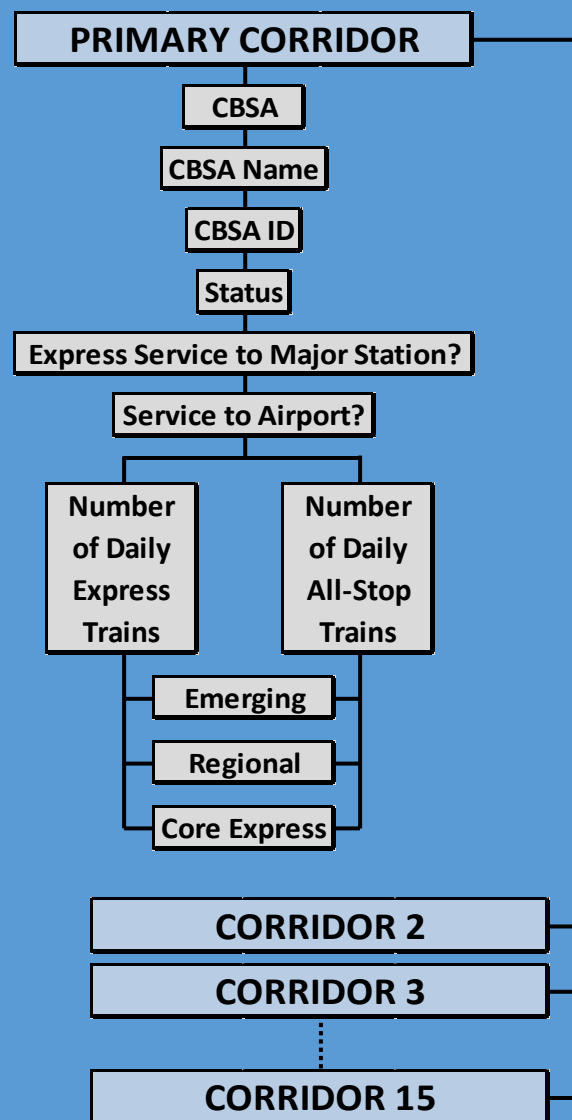 PRIMARY CORRIDOR
CBSA
CBSA Name
CBSA ID
Status
Express Service to Major Station?
Service to Airport?
Number
of Daily
Express
Trains
Number
of Daily
All-Stop
Trains
Emerging
Regional
Core Express
CORRIDOR 2
CORRIDOR 3
CORRIDOR 15